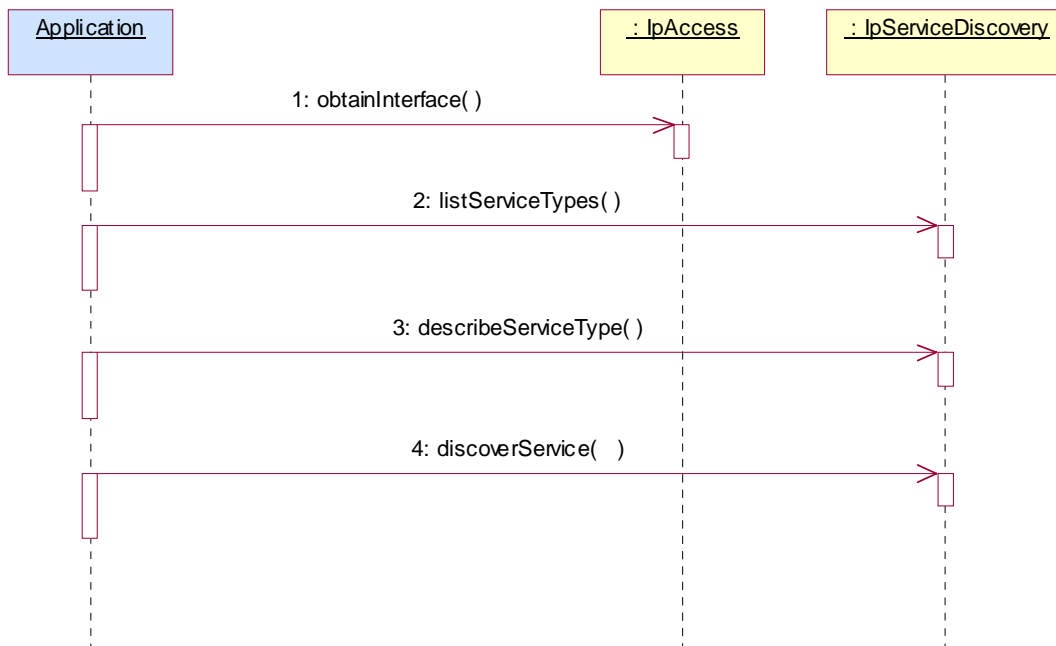 Application
: IpAccess
: IpServiceDiscovery
1: obtainInterface( )
2: listServiceTypes( )
3: describeServiceType( )
4: discoverService(   )